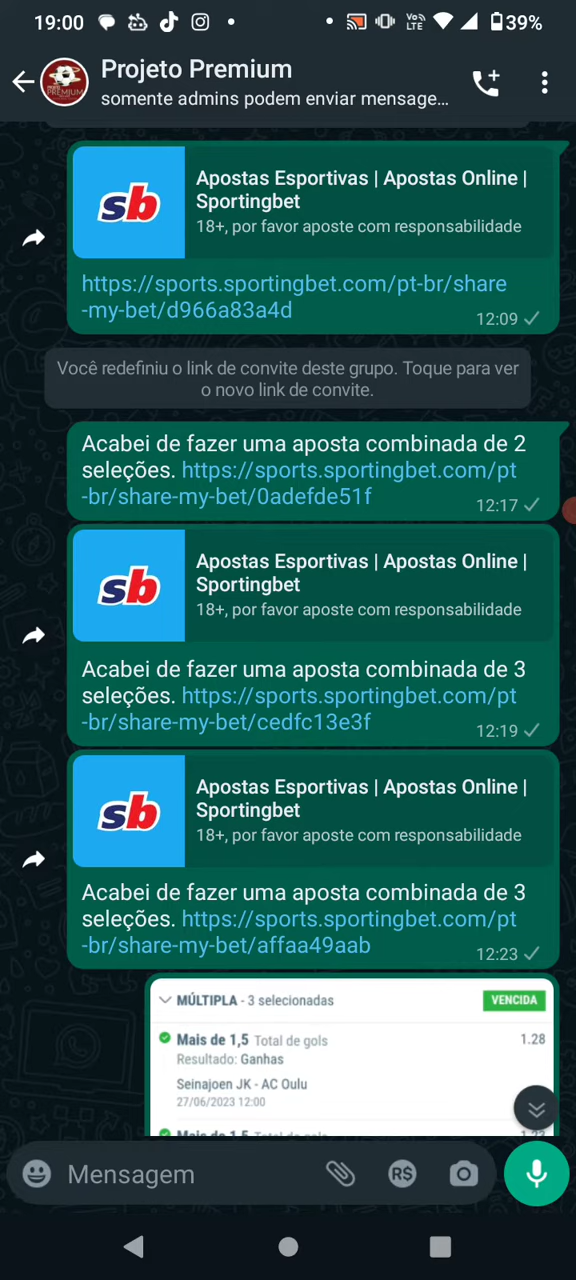 19:00
VoLTE
39%
Projeto Premium
somente admins podem enviar mensage...
sb
Apostas Esportivas | Apostas Online |
Sportingbet
18+, por favor aposte com responsabilidade
https://sports.sportingbet.com/pt-br/share
-my-bet/d966a83a4d
12:09
Você redefiniu o link de convite deste grupo. Toque para ver
o novo link de convite.
Acabei de fazer uma aposta combinada de 2
seleções. https://sports.sportingbet.com/pt
-br/share-my-bet/0adefde51f
12:17
sb
Apostas Esportivas | Apostas Online |
Sportingbet
18+, por favor aposte com responsabilidade
Acabei de fazer uma aposta combinada de 3
seleções. https://sports.sportingbet.com/pt
-br/share-my-bet/cedfc13e3f
12:19
sb
Apostas Esportivas | Apostas Online |
Sportingbet
18+, por favor aposte com responsabilidade
Acabei de fazer uma aposta combinada de 3
seleções. https://sports.sportingbet.com/pt
-br/share-my-bet/affaa49aab
12:23
MÚLTIPLA - 3 selecionadas
VENCIDA
Mais de 1,5 Total de gols 1.28
Resultado: Ganhas
Seinajoen JK - AC Oulu
27/06/2023 12:00
Mais de 1,5 Total de gols
Mensagem
R$